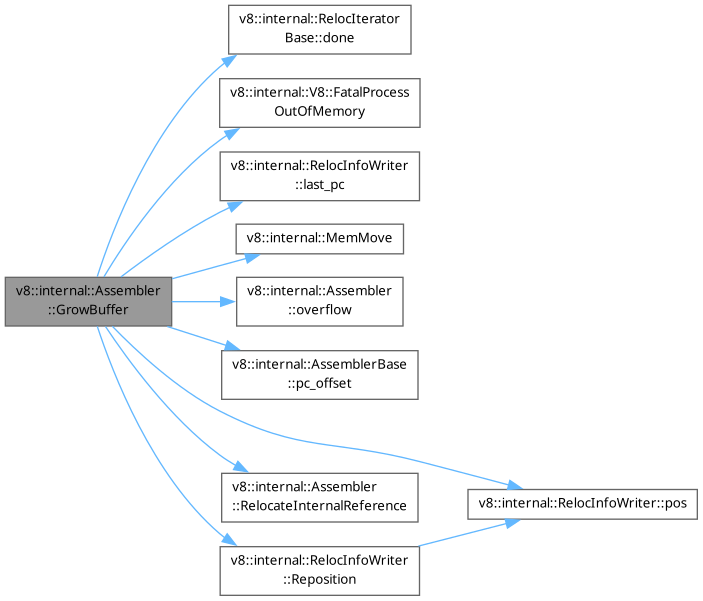 v8::internal::RelocIterator
Base::done
v8::internal::V8::FatalProcess
OutOfMemory
v8::internal::RelocInfoWriter
::last_pc
v8::internal::MemMove
v8::internal::Assembler
::GrowBuffer
v8::internal::Assembler
::overflow
v8::internal::AssemblerBase
::pc_offset
v8::internal::Assembler
::RelocateInternalReference
v8::internal::RelocInfoWriter::pos
v8::internal::RelocInfoWriter
::Reposition